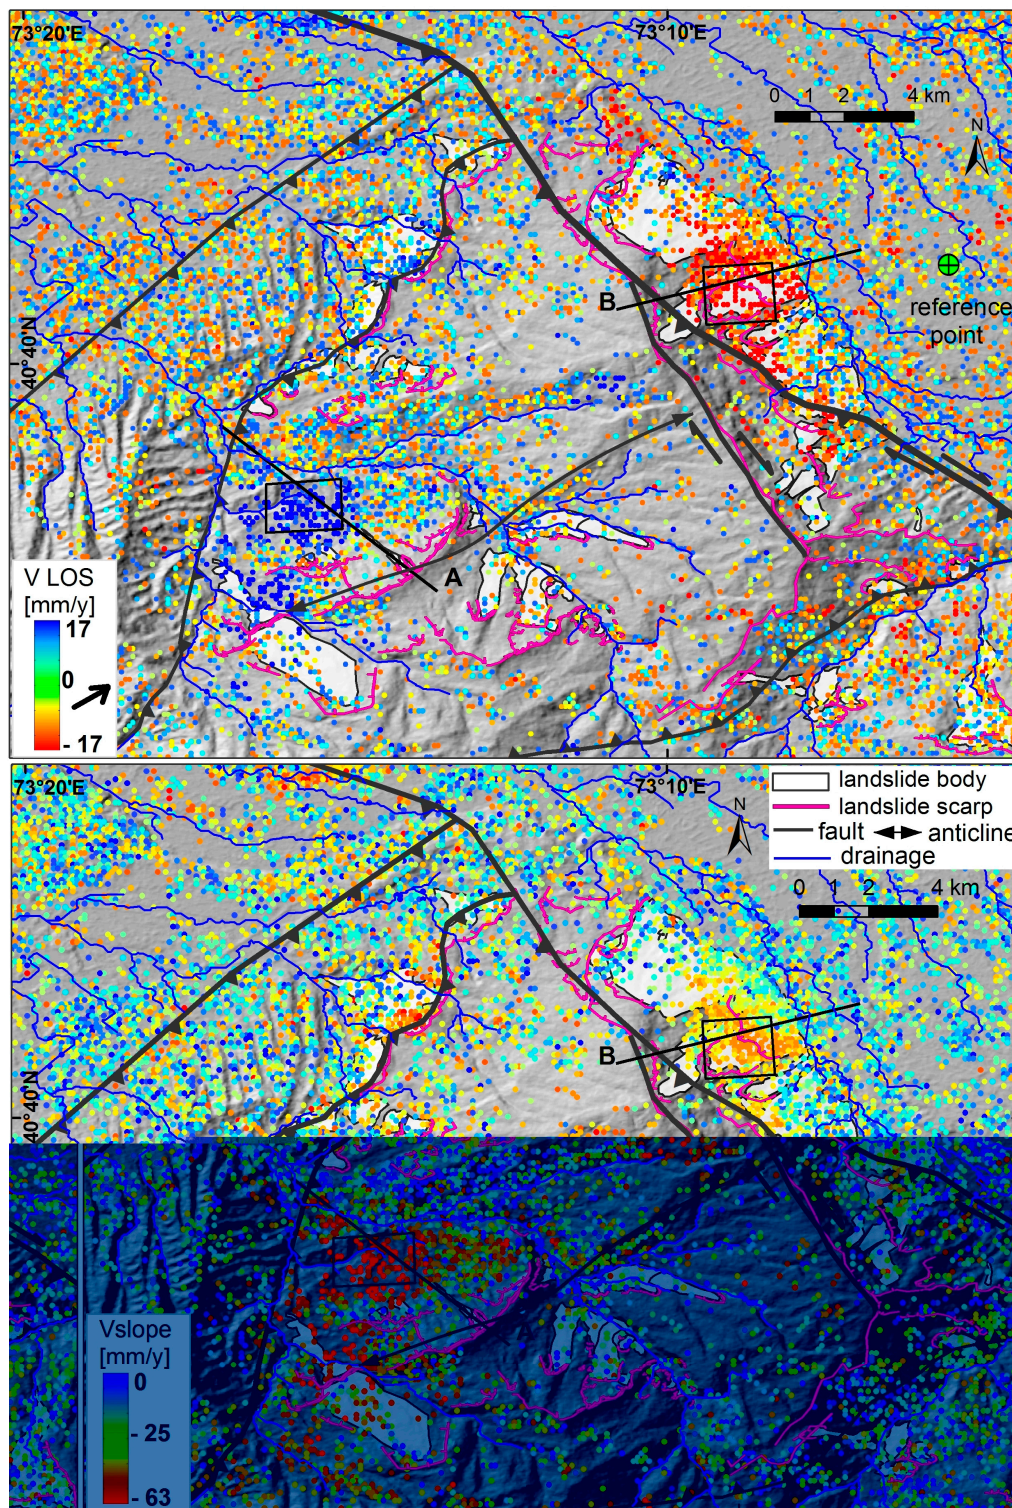 73°20'E
73°10'E
0 1 2 4 km
N
B
reference
point
40°40'N
A
V LOS
[mm/y]
17
0
- 17
73°20'E
73°10'E
landslide body
landslide scarp
fault anticline
drainage
N
0 1 2 4 km
B
40°40'N
Vslope
[mm/y]
0
- 25
- 63